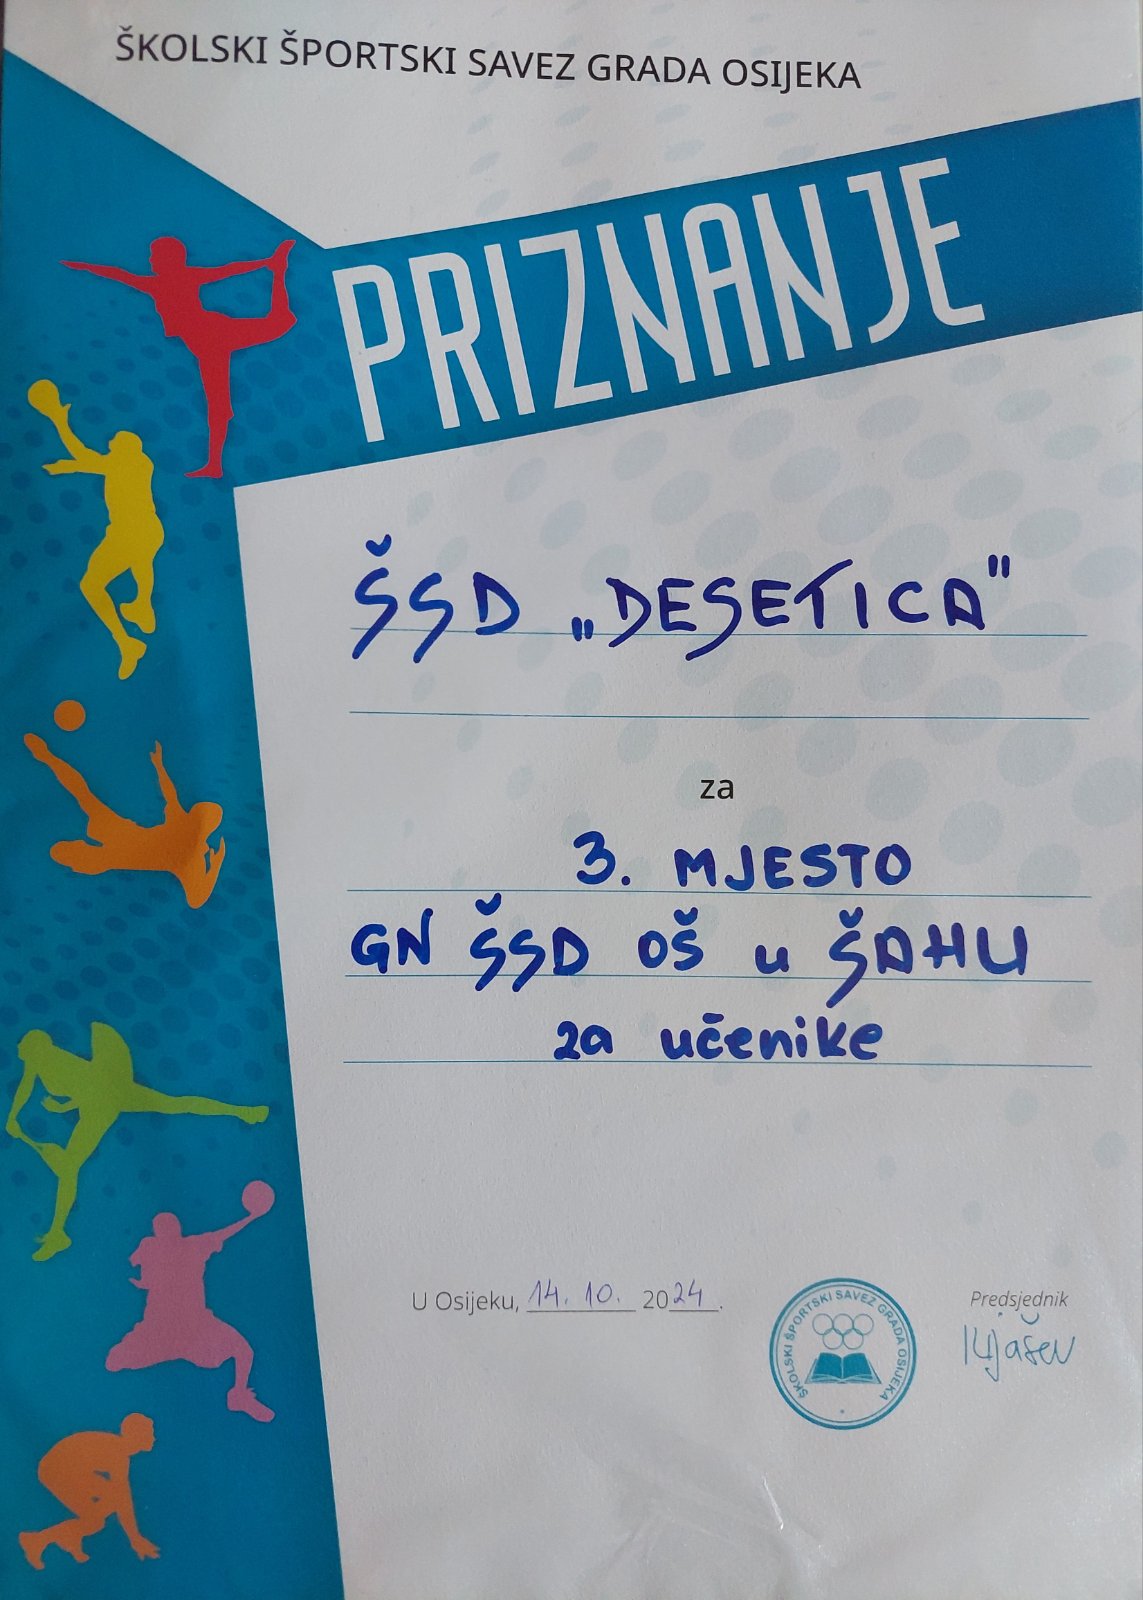 ŠKOLSKI ŠPORTSKI SAVEZ GRADA OSIJEKA
PRIZNANJE
ŠSD „DESETICA"
za
3. MJESTO
GN ŠSD OŠ u ŠAHU
za učenike
U Osijeku, 14. 10. 2024.
ŠKOLSKI ŠPORTSKI SAVEZ GRADA OSIJEKA
Predsjednik